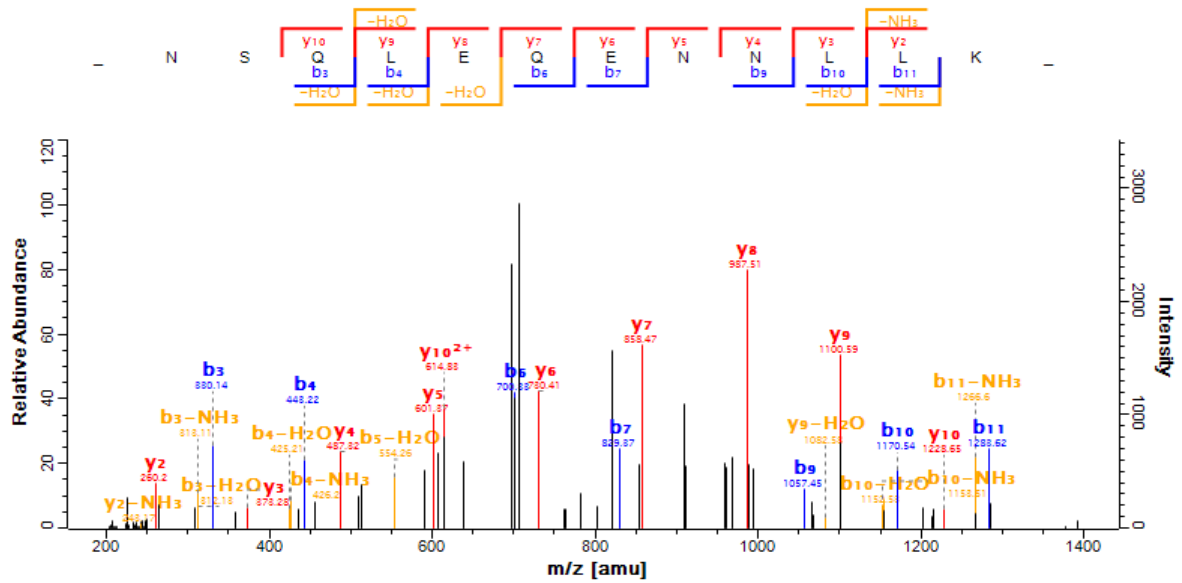 –H₂O –NH₃
y₁₀ y₉ y₈ y₇ y₆ y₅ y₄ y₃ y₂
_ N S Q L E Q E N N L L K _
b₃ b₄ b₆ b₇ b₉ b₁₀ b₁₁
–H₂O –H₂O –H₂O –H₂O –NH₃
120
100
80
60
40
20
0
Relative Abundance
3000
2000
1000
0
Intensity
y₂–NH₃
y₂
260.2
b₃–NH₃
b₃–H₂O
b₃
330.14
y₃
b₄–H₂O
425.21
b₄–NH₃
426.2
b₄
443.22
y₄
487.32
b₅–H₂O
554.26
y₅
601.37
y₁₀²⁺
614.83
b₆
y₆
730.41
b₇
829.37
y₇
858.47
y₈
987.51
b₉
1057.45
y₉–H₂O
y₉
1100.59
b₁₀–H₂O
b₁₀–NH₃
b₁₀
1170.54
y₁₀
1228.65
b₁₁–NH₃
1266.6
b₁₁
1283.62
200 400 600 800 1000 1200 1400
m/z [amu]